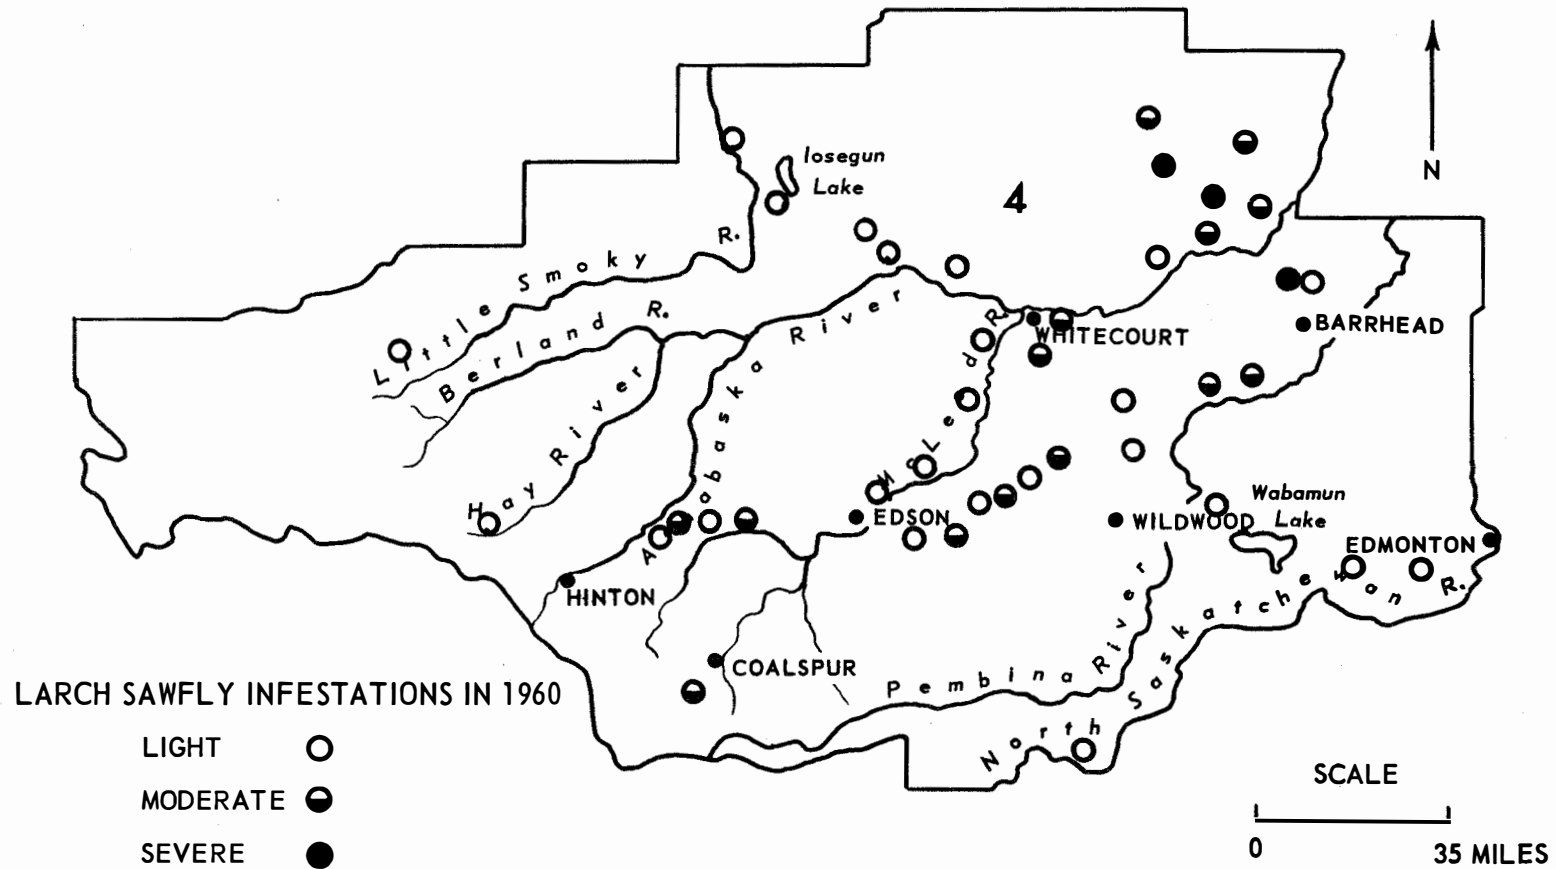 Iosegun
Lake
4
N
Little Smoky R.
Berland R.
Hay River
Athabaska River
McLeod R.
WHITECOURT
BARRHEAD
EDSON
WILDWOOD
Wabamun
Lake
EDMONTON
HINTON
COALSPUR
Pembina River
North Saskatchewan R.
LARCH SAWFLY INFESTATIONS IN 1960
LIGHT
MODERATE
SEVERE
SCALE
0 35 MILES